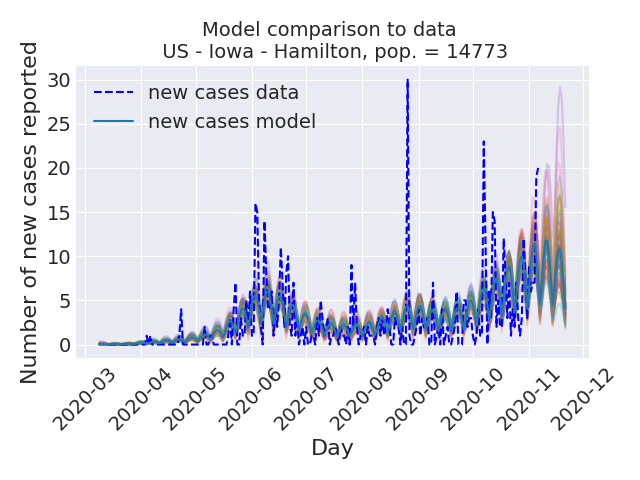 Model comparison to data
US - Iowa - Hamilton, pop. = 14773
Number of new cases reported
30
25
20
15
10
5
0
new cases data
new cases model
2020-03
2020-04
2020-05
2020-06
2020-07
2020-08
2020-09
2020-10
2020-11
2020-12
Day